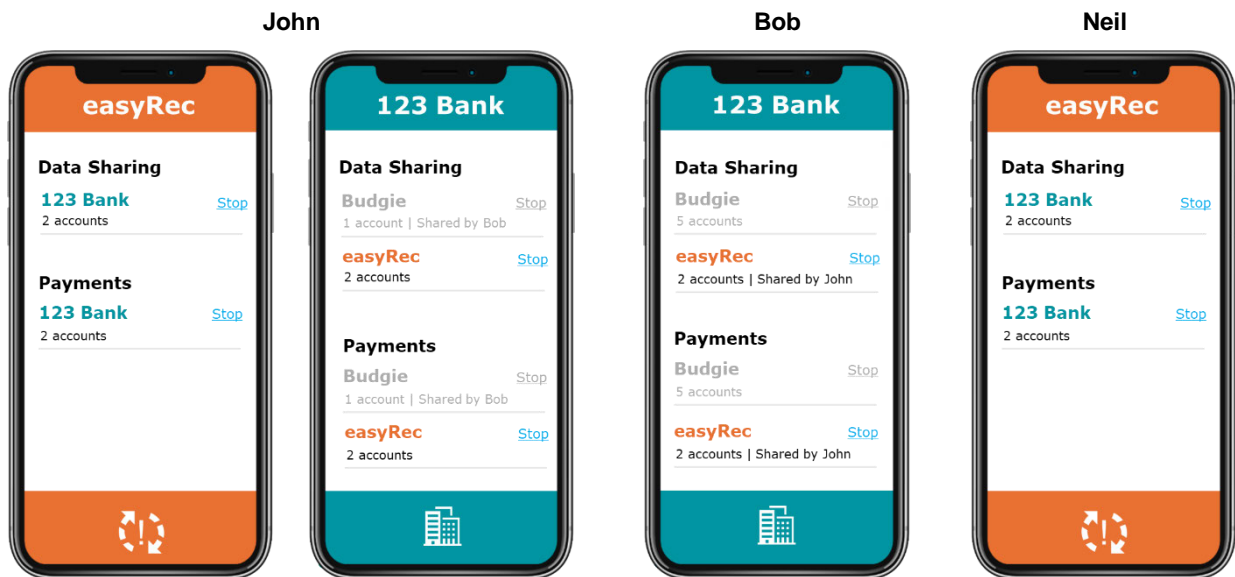 John
Bob
Neil
easyRec
Data Sharing
123 Bank Stop
2 accounts
Payments
123 Bank Stop
2 accounts
123 Bank
Data Sharing
Budgie Stop
1 account | Shared by Bob
easyRec Stop
2 accounts
Payments
Budgie Stop
1 account | Shared by Bob
easyRec Stop
2 accounts
123 Bank
Data Sharing
Budgie Stop
5 accounts
easyRec Stop
2 accounts | Shared by John
Payments
Budgie Stop
5 accounts
easyRec Stop
2 accounts | Shared by John
easyRec
Data Sharing
123 Bank Stop
2 accounts
Payments
123 Bank Stop
2 accounts